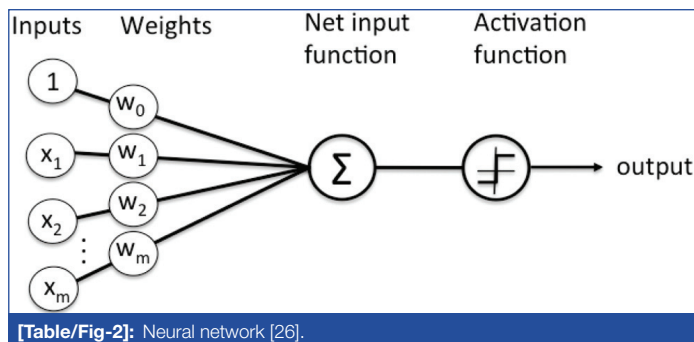 Inputs Weights Net input function Activation function
1 w0
x1 w1
x2 w2
⋮
xm wm
Σ
output
[Table/Fig-2]: Neural network [26].